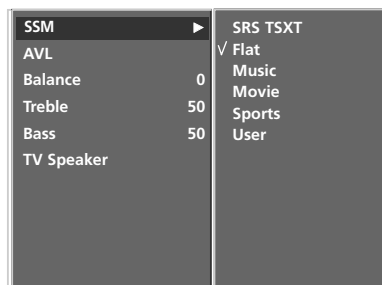 SSM ►
AVL
Balance 0
Treble 50
Bass 50
TV Speaker
SRS TSXT
√ Flat
Music
Movie
Sports
User